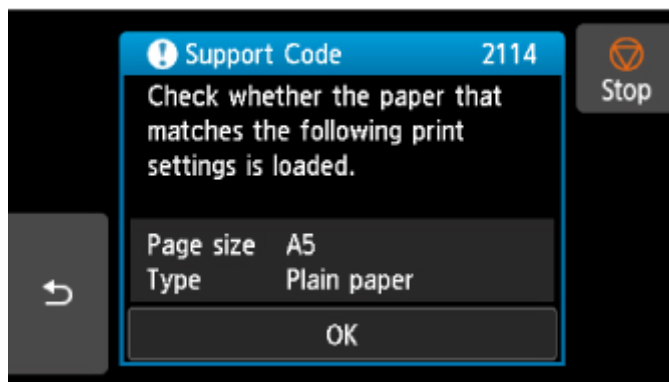 Support Code 2114
Stop
Check whether the paper that
matches the following print
settings is loaded.
Page size A5
Type Plain paper
OK